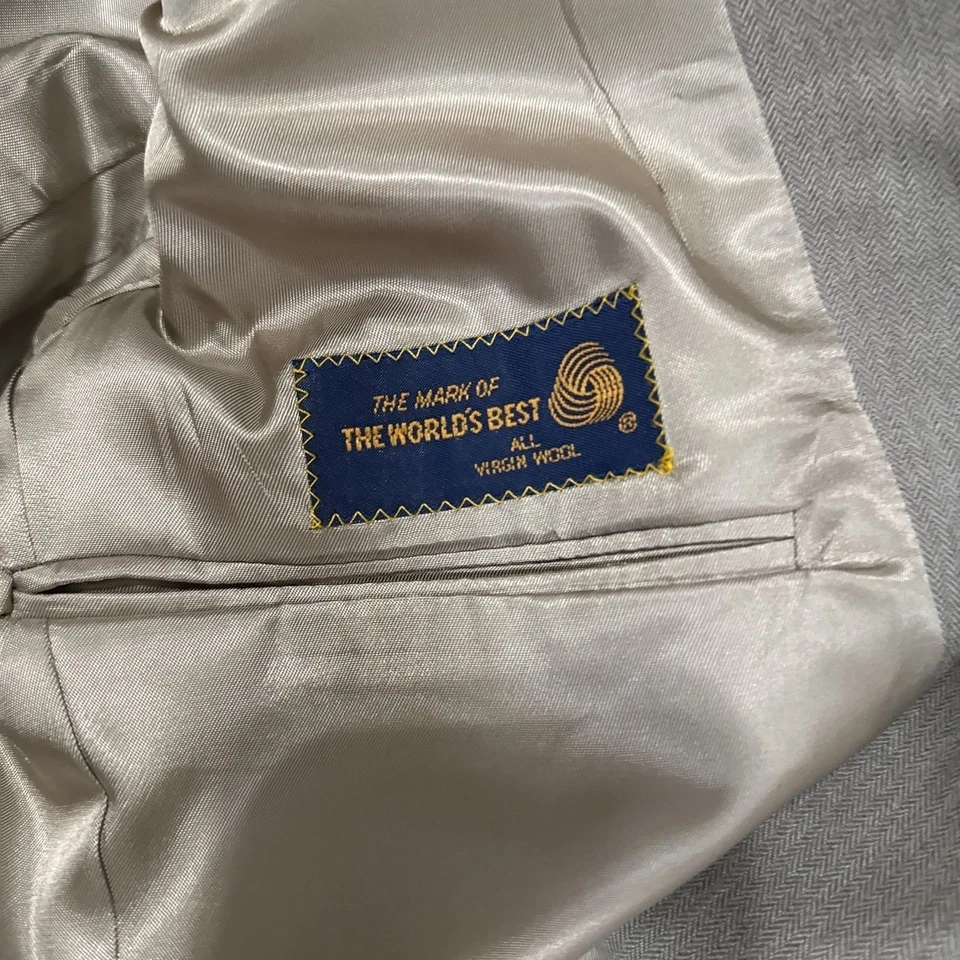 THE MARK OF
THE WORLD'S BEST
®
ALL
VIRGIN WOOL